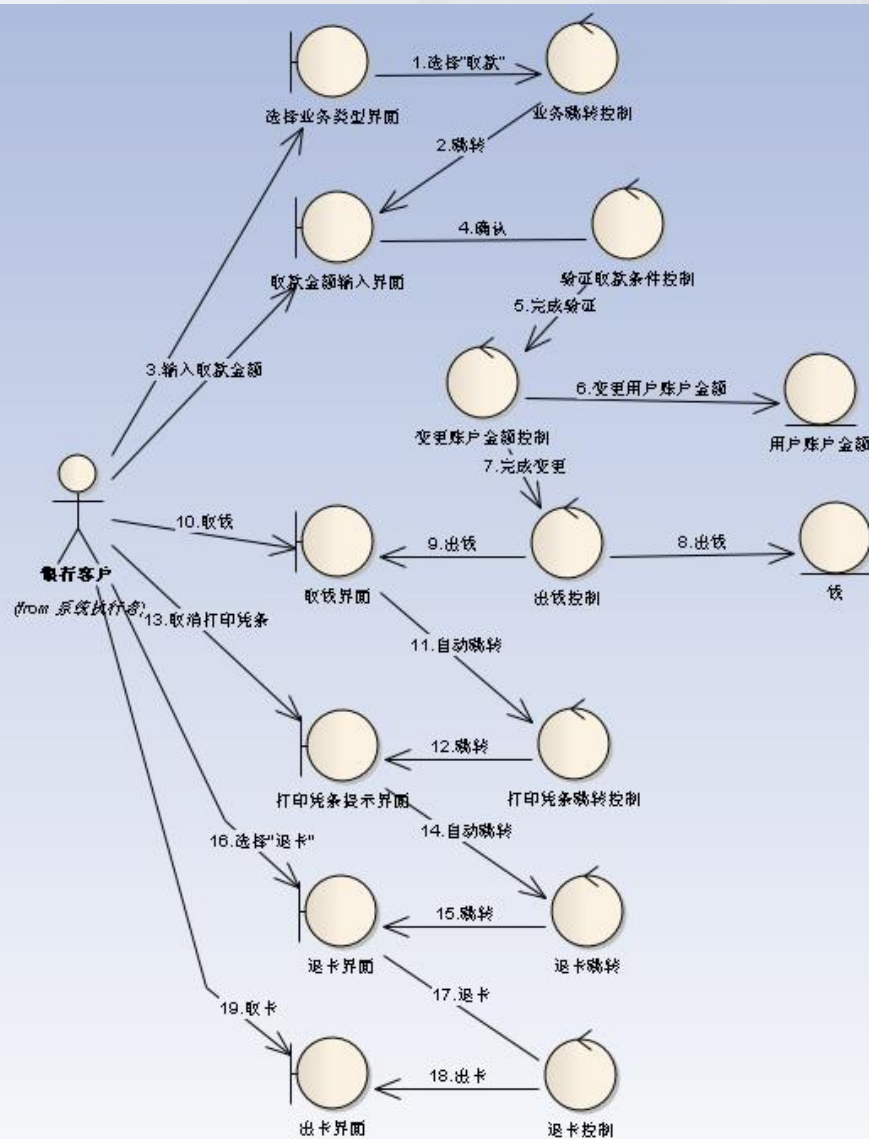 1.选择"取款"
选择业务类型界面
业务跳转控制
2.跳转
4.确认
取款金额输入界面
验证取款条件控制
5.完成验证
3.输入取款金额
6.变更用户账户金额
变更账户金额控制
用户账户金额
7.完成变更
10.取钱
9.出钱
8.出钱
银行客户
(from 系统执行者)
取钱界面
出钱控制
钱
13.取消打印凭条
11.自动跳转
12.跳转
打印凭条提示界面
打印凭条跳转控制
14.自动跳转
16.选择"退卡"
15.跳转
退卡界面
退卡跳转
17.退卡
19.取卡
18.出卡
出卡界面
退卡控制